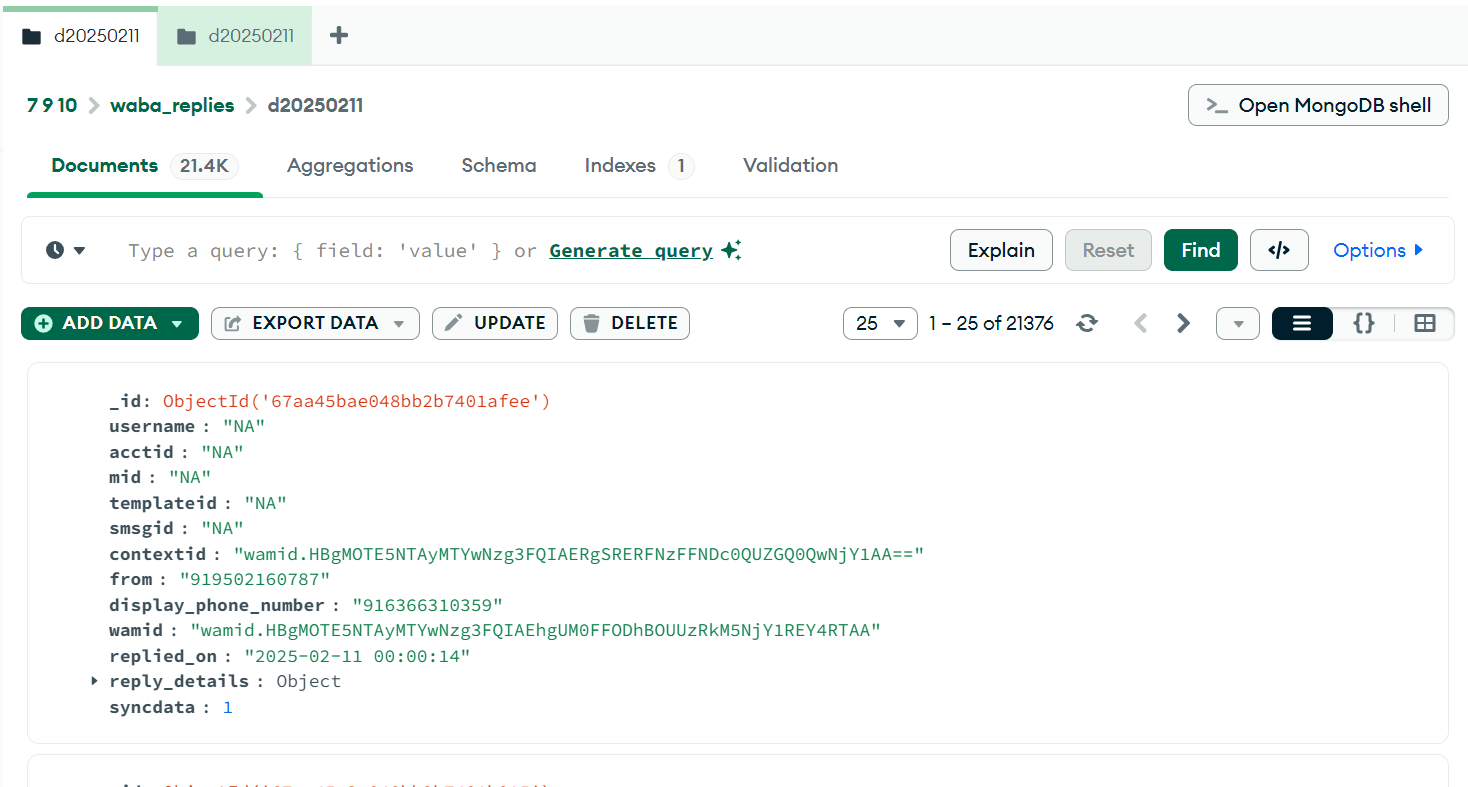 d20250211 d20250211
7 9 10 waba_replies d20250211 >_ Open MongoDB shell
Documents 21.4K Aggregations Schema Indexes 1 Validation
Type a query: { field: 'value' } or Generate query Explain Reset Find </> Options
ADD DATA EXPORT DATA UPDATE DELETE 25 1 – 25 of 21376 {}
_id: ObjectId('67aa45bae048bb2b7401afee')
username : "NA"
acctid : "NA"
mid : "NA"
templateid : "NA"
smsgid : "NA"
contextid : "wamid.HBgMOTE5NTAyMTYwNzg3FQIAERgSRERFNzFFNDc0QUZGQ0QwNjY1AA=="
from : "919502160787"
display_phone_number : "916366310359"
wamid : "wamid.HBgMOTE5NTAyMTYwNzg3FQIAEhgUM0FFODhBOUUzRkM5NjY1REY4RTAA"
replied_on : "2025-02-11 00:00:14"
reply_details : Object
syncdata : 1